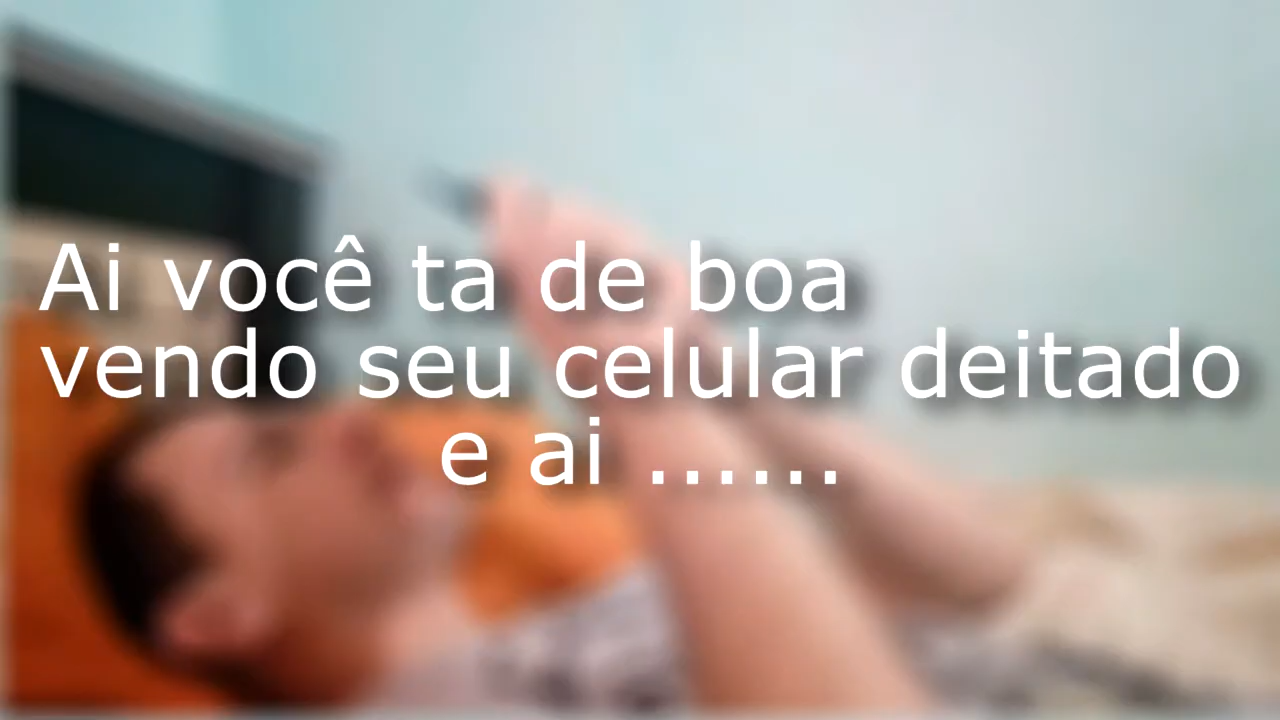 Ai você ta de boa
vendo seu celular deitado
e ai ......